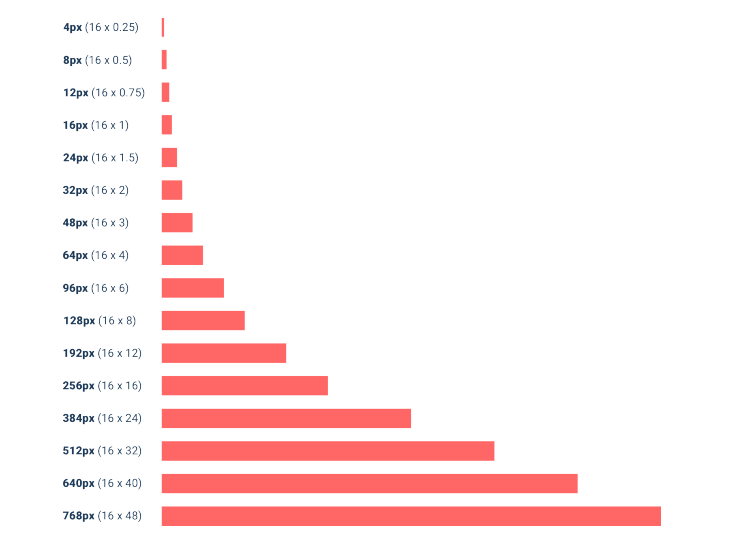 4px (16 x 0.25)
8px (16 x 0.5)
12px (16 x 0.75)
16px (16 x 1)
24px (16 x 1.5)
32px (16 x 2)
48px (16 x 3)
64px (16 x 4)
96px (16 x 6)
128px (16 x 8)
192px (16 x 12)
256px (16 x 16)
384px (16 x 24)
512px (16 x 32)
640px (16 x 40)
768px (16 x 48)